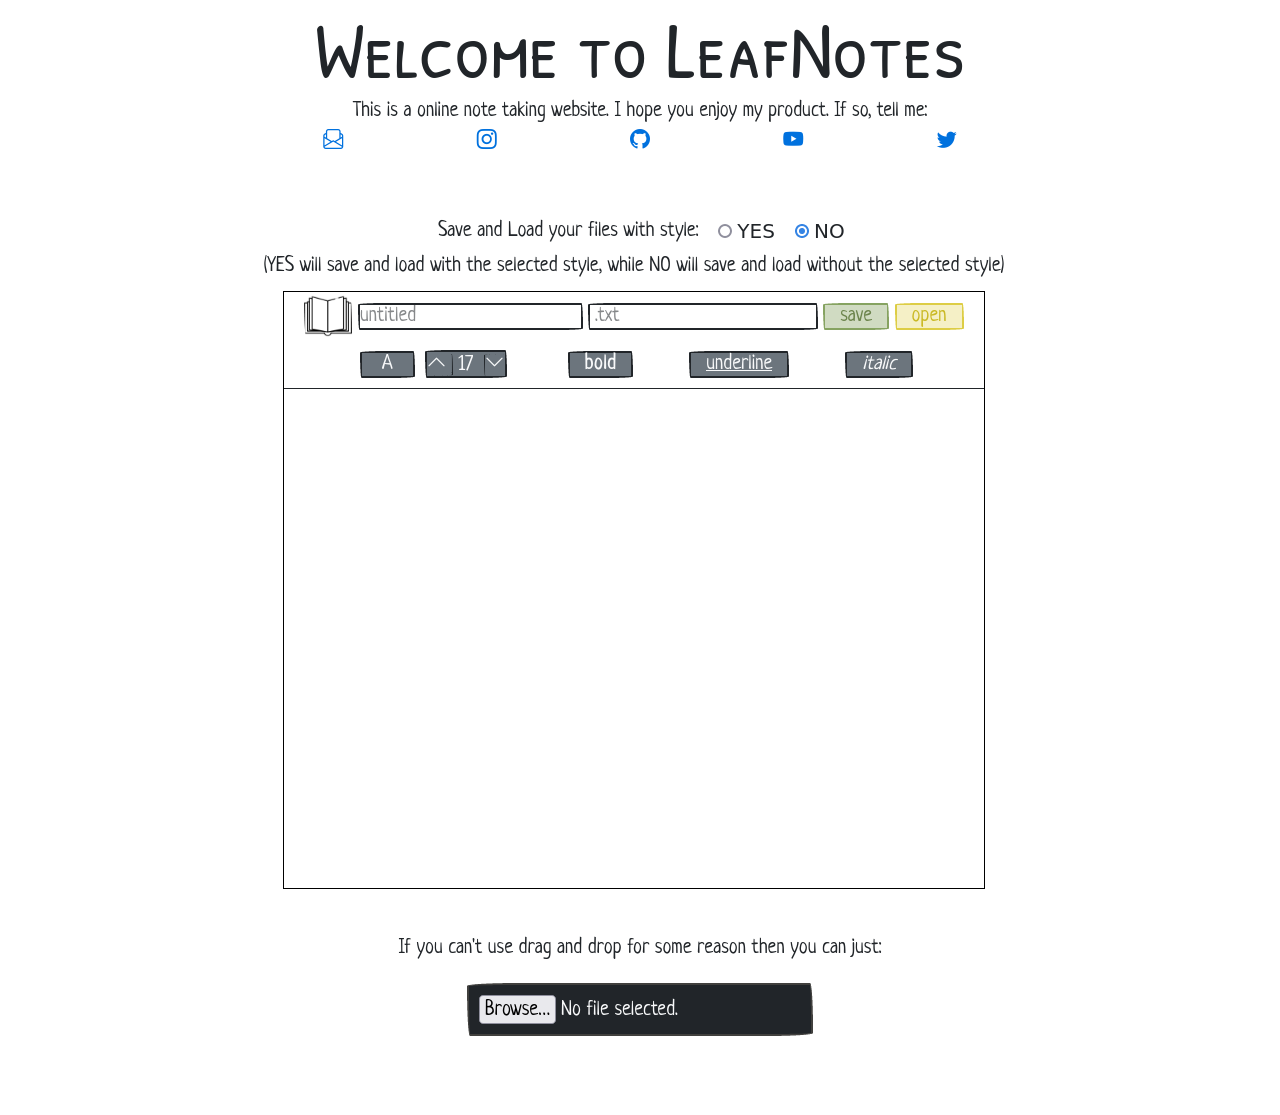 Welcome to LeafNotes
This is a online note taking website. I hope you enjoy my product. If so, tell me:
Save and Load your files with style: YES NO
(YES will save and load with the selected style, while NO will save and load without the selected style)
untitled .txt save open
A 17 bold underline italic
If you can't use drag and drop for some reason then you can just:
Browse... No file selected.